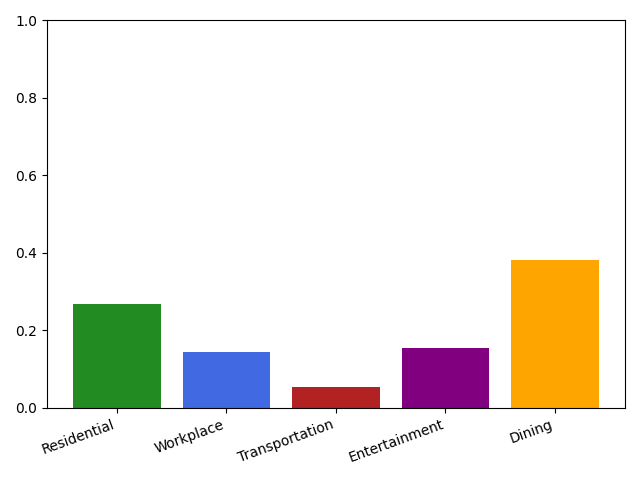 1.0
0.8
0.6
0.4
0.2
0.0
Residential
Workplace
Transportation
Entertainment
Dining